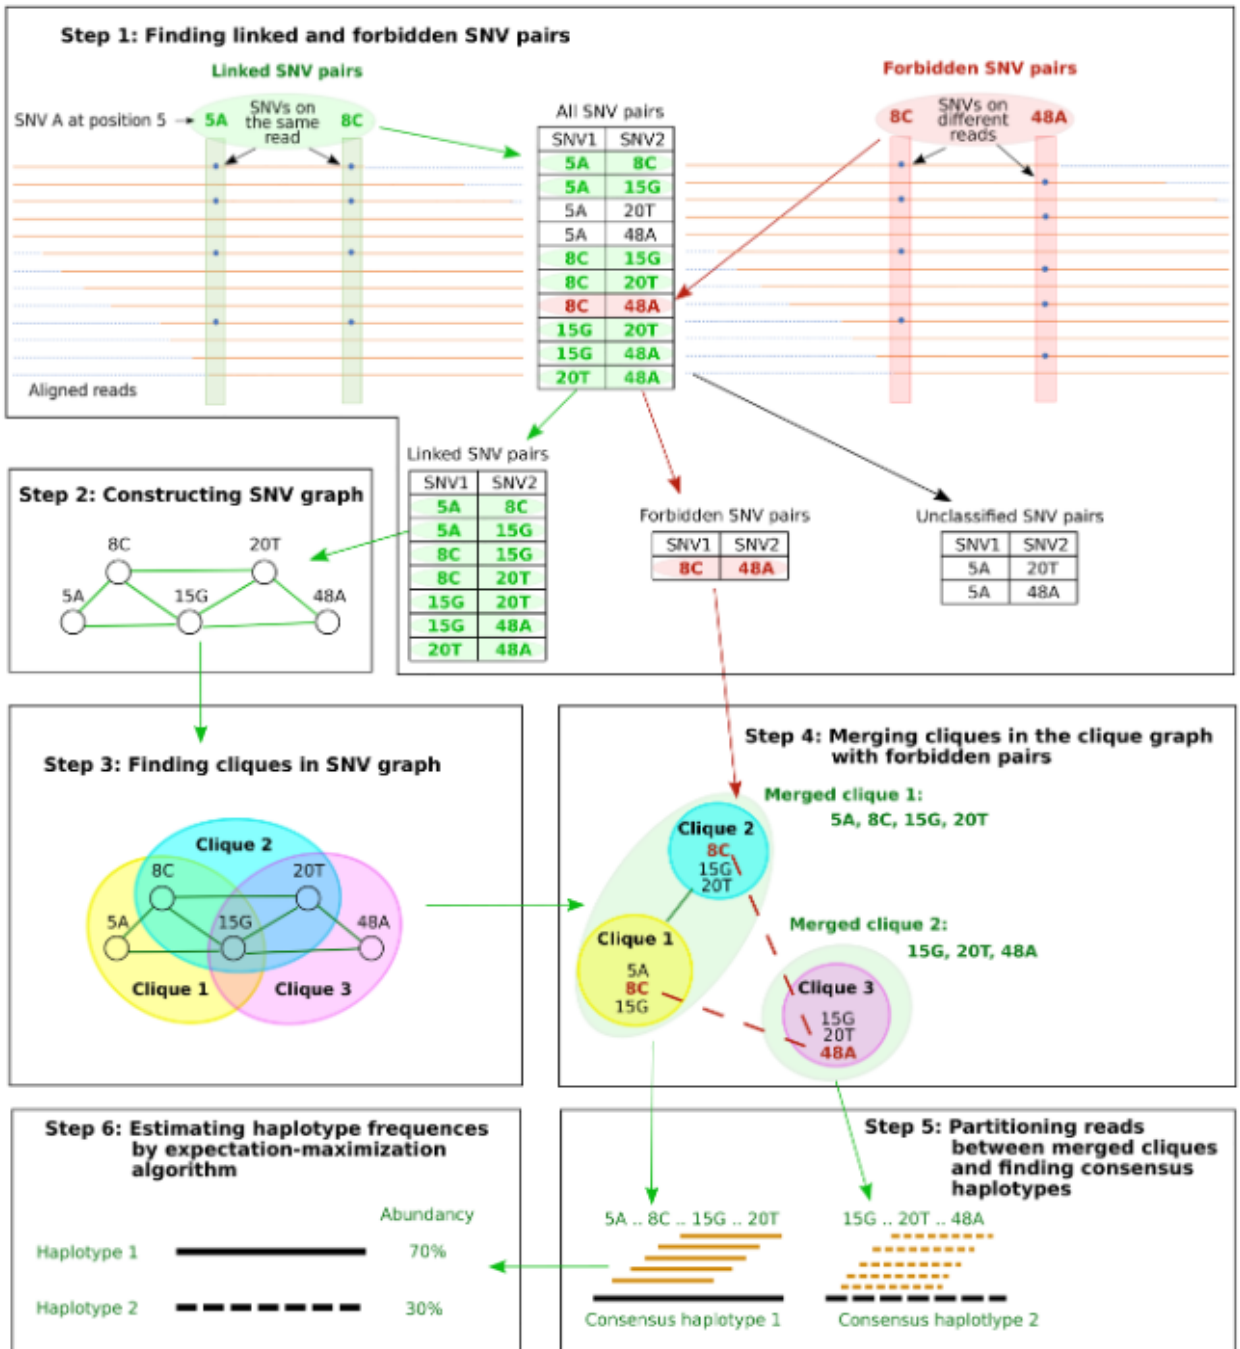 Step 1: Finding linked and forbidden SNV pairs
Linked SNV pairs
SNV A at position 5
5A
SNVs on
the same
read
8C
All SNV pairs
SNV1 SNV2
5A 8C
5A 15G
5A 20T
5A 48A
8C 15G
8C 20T
8C 48A
15G 20T
15G 48A
20T 48A
Forbidden SNV pairs
8C
SNVs on
different
reads
48A
Aligned reads
Linked SNV pairs
SNV1 SNV2
5A 8C
5A 15G
8C 15G
8C 20T
15G 20T
15G 48A
20T 48A
Forbidden SNV pairs
SNV1 SNV2
8C 48A
Unclassified SNV pairs
SNV1 SNV2
5A 20T
5A 48A
Step 2: Constructing SNV graph
8C 20T
5A 15G 48A
Step 3: Finding cliques in SNV graph
Clique 2
8C 20T
5A 15G 48A
Clique 1 Clique 3
Step 4: Merging cliques in the clique graph
with forbidden pairs
Merged clique 1:
5A, 8C, 15G, 20T
Clique 2
8C
15G
20T
Clique 1
5A
8C
15G
Merged clique 2:
15G, 20T, 48A
Clique 3
15G
20T
48A
Step 5: Partitioning reads
between merged cliques
and finding consensus
haplotypes
5A .. 8C .. 15G .. 20T
15G .. 20T .. 48A
Consensus haplotype 1
Consensus haplotlype 2
Step 6: Estimating haplotype frequences
by expectation-maximization
algorithm
Abundancy
Haplotype 1 70%
Haplotype 2 30%